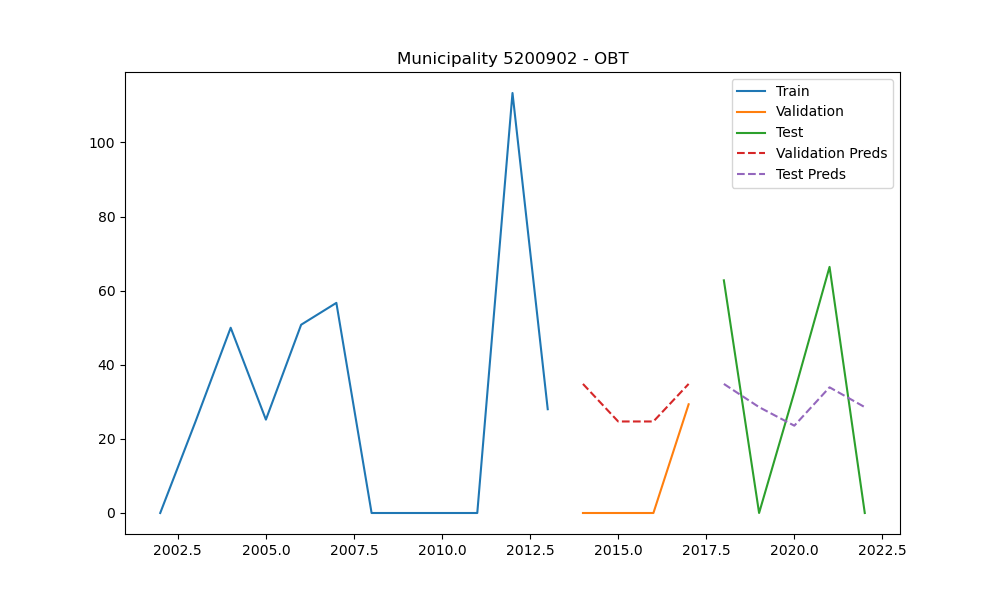 Municipality 5200902 - OBT
Train
Validation
Test
Validation Preds
Test Preds
100
80
60
40
20
0
2002.5 2005.0 2007.5 2010.0 2012.5 2015.0 2017.5 2020.0 2022.5